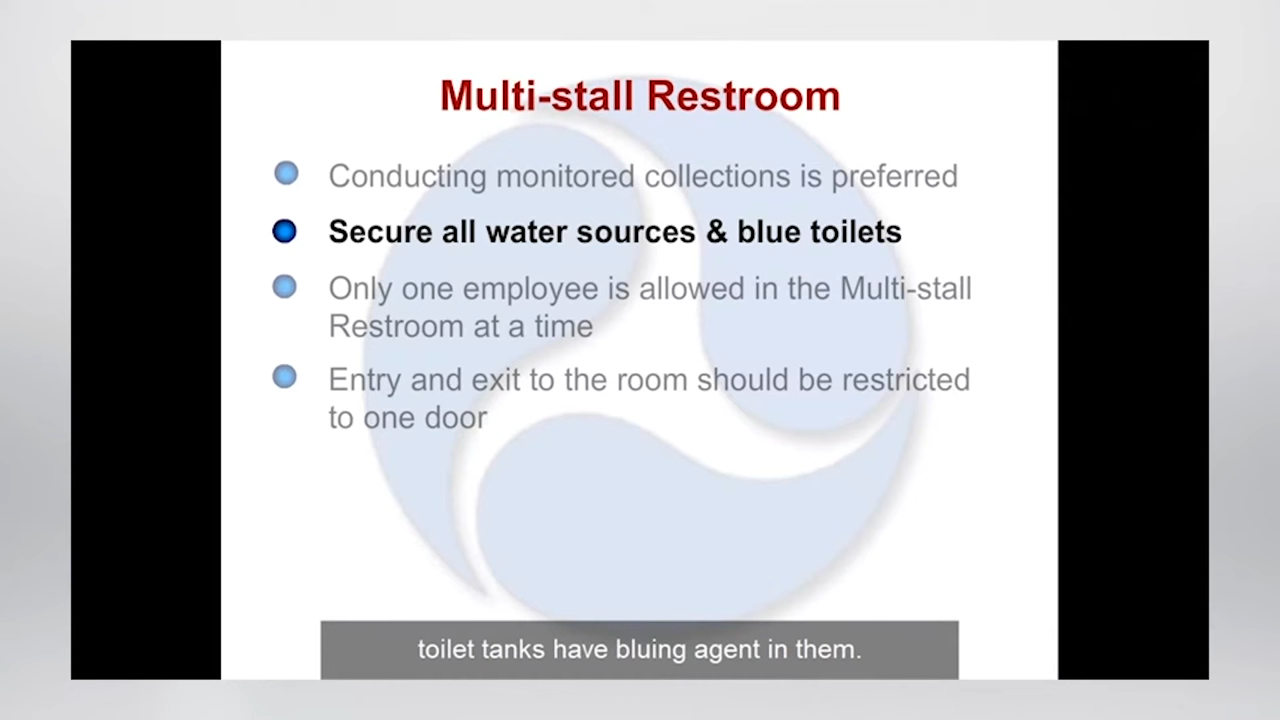 Multi-stall Restroom
Conducting monitored collections is preferred
Secure all water sources & blue toilets
Only one employee is allowed in the Multi-stall
Restroom at a time
Entry and exit to the room should be restricted
to one door
toilet tanks have bluing agent in them.